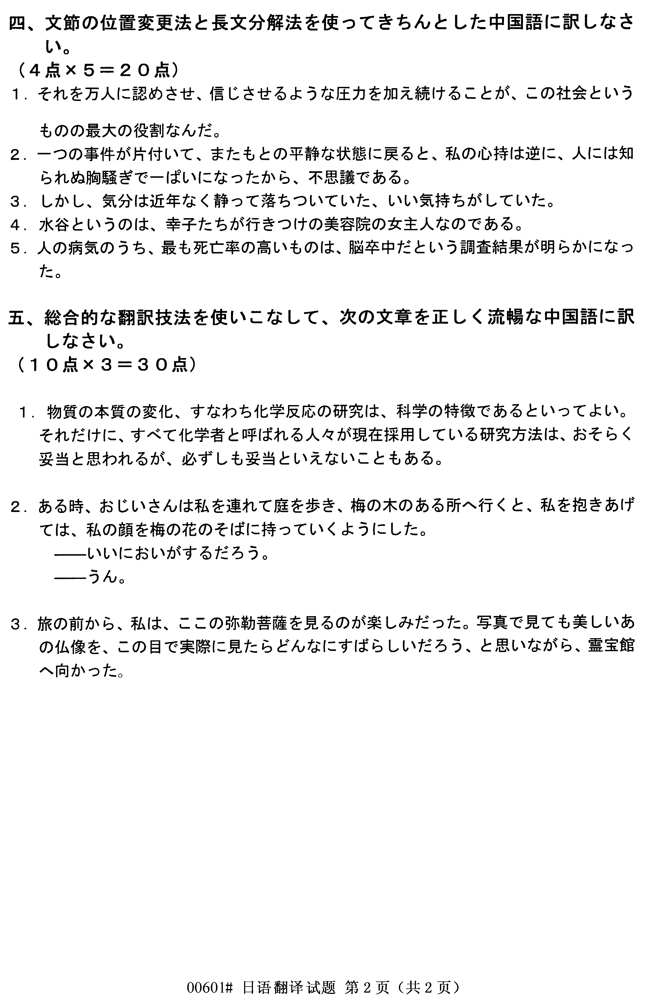 四、文節の位置変更法と長文分解法を使ってきちんとした中国語に訳しなさ
い。
（４点×５＝２０点）
１．それを万人に認めさせ、信じさせるような圧力を加え続けることが、この社会という
ものの最大の役割なんだ。
２．一つの事件が片付いて、またもとの平静な状態に戻ると、私の心持は逆に、人には知
られぬ胸騒ぎで一ぱいになったから、不思議である。
３．しかし、気分は近年なく静って落ちついていた、いい気持ちがしていた。
４．水谷というのは、幸子たちが行きつけの美容院の女主人なのである。
５．人の病気のうち、最も死亡率の高いものは、脳卒中だという調査結果が明らかになっ
た。
五、総合的な翻訳技法を使いこなして、次の文章を正しく流暢な中国語に訳
しなさい。
（１０点×３＝３０点）
１．物質の本質の変化、すなわち化学反応の研究は、科学の特徴であるといってよい。
それだけに、すべて化学者と呼ばれる人々が現在採用している研究方法は、おそらく
妥当と思われるが、必ずしも妥当といえないこともある。
２．ある時、おじいさんは私を連れて庭を歩き、梅の木のある所へ行くと、私を抱きあげ
ては、私の顔を梅の花のそばに持っていくようにした。
――いいにおいがするだろう。
――うん。
３．旅の前から、私は、ここの弥勒菩薩を見るのが楽しみだった。写真で見ても美しいあ
の仏像を、この目で実際に見たらどんなにすばらしいだろう、と思いながら、霊宝館
へ向かった。
00601# 日语翻译试题 第 2 页（共 2 页）